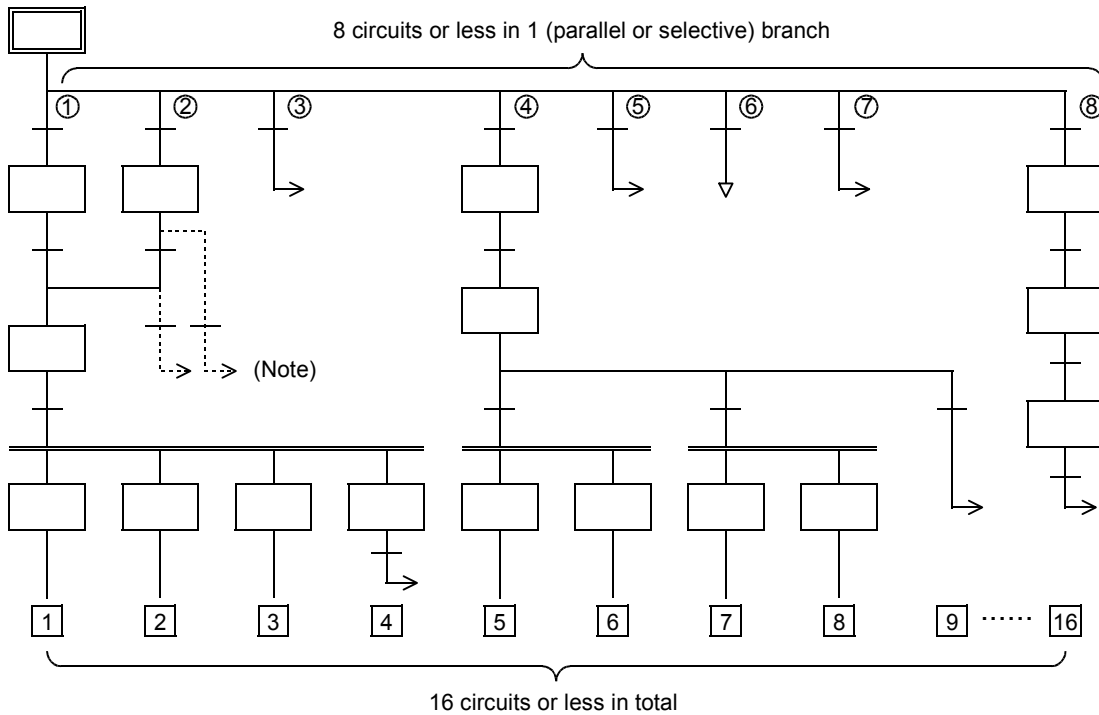 8 circuits or less in 1 (parallel or selective) branch
① ② ③ ④ ⑤ ⑥ ⑦ ⑧
(Note)
1 2 3 4 5 6 7 8 9 ...... 16
16 circuits or less in total